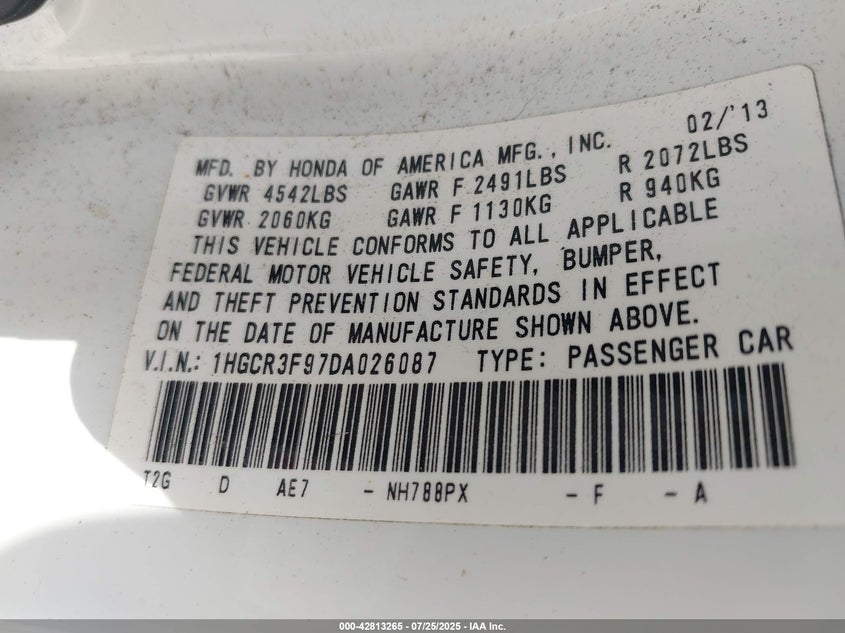 02/'13
MFD. BY HONDA OF AMERICA MFG., INC.
GVWR 4542LBS GAWR F 2491LBS R 2072LBS
GVWR 2060KG GAWR F 1130KG R 940KG
THIS VEHICLE CONFORMS TO ALL APPLICABLE
FEDERAL MOTOR VEHICLE SAFETY, BUMPER,
AND THEFT PREVENTION STANDARDS IN EFFECT
ON THE DATE OF MANUFACTURE SHOWN ABOVE.
V.I.N.: 1HGCR3F97DA026087 TYPE: PASSENGER CAR
T2G D AE7 - NH788PX - F - A
000-42813265 | 07/25/2025 - IAA Inc.